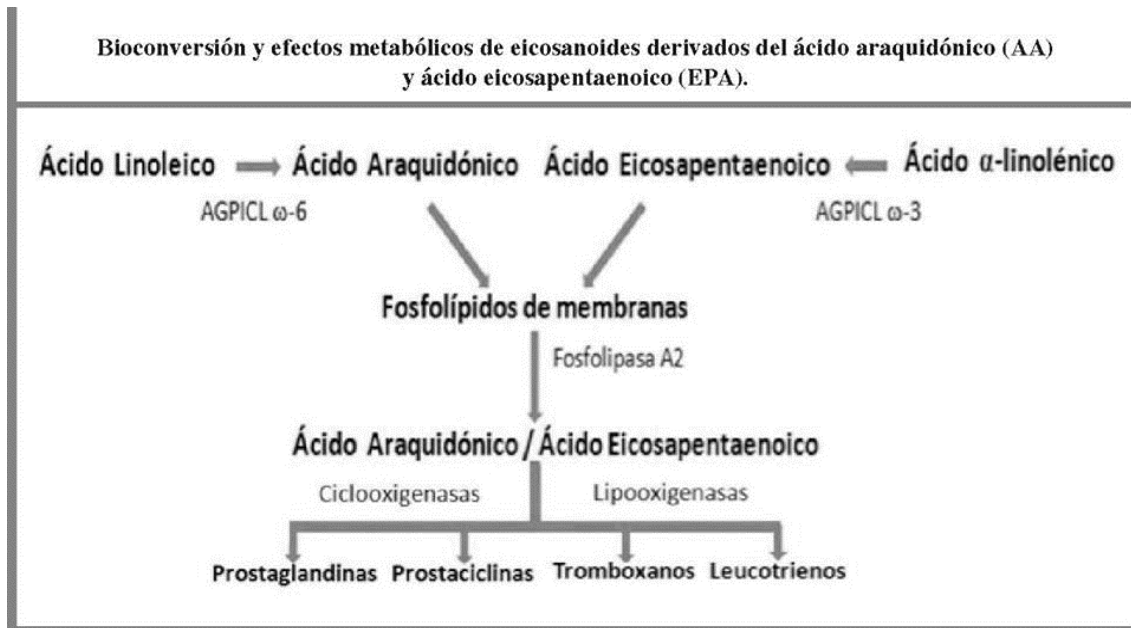 Bioconversión y efectos metabólicos de eicosanoides derivados del ácido araquidónico (AA)
y ácido eicosapentaenoico (EPA).
Ácido Linoleico
Ácido Araquidónico
Ácido Eicosapentaenoico
Ácido α-linolénico
AGPICL ω-6
AGPICL ω-3
Fosfolípidos de membranas
Fosfolipasa A2
Ácido Araquidónico / Ácido Eicosapentaenoico
Ciclooxigenasas
Lipooxigenasas
Prostaglandinas
Prostaciclinas
Tromboxanos
Leucotrienos